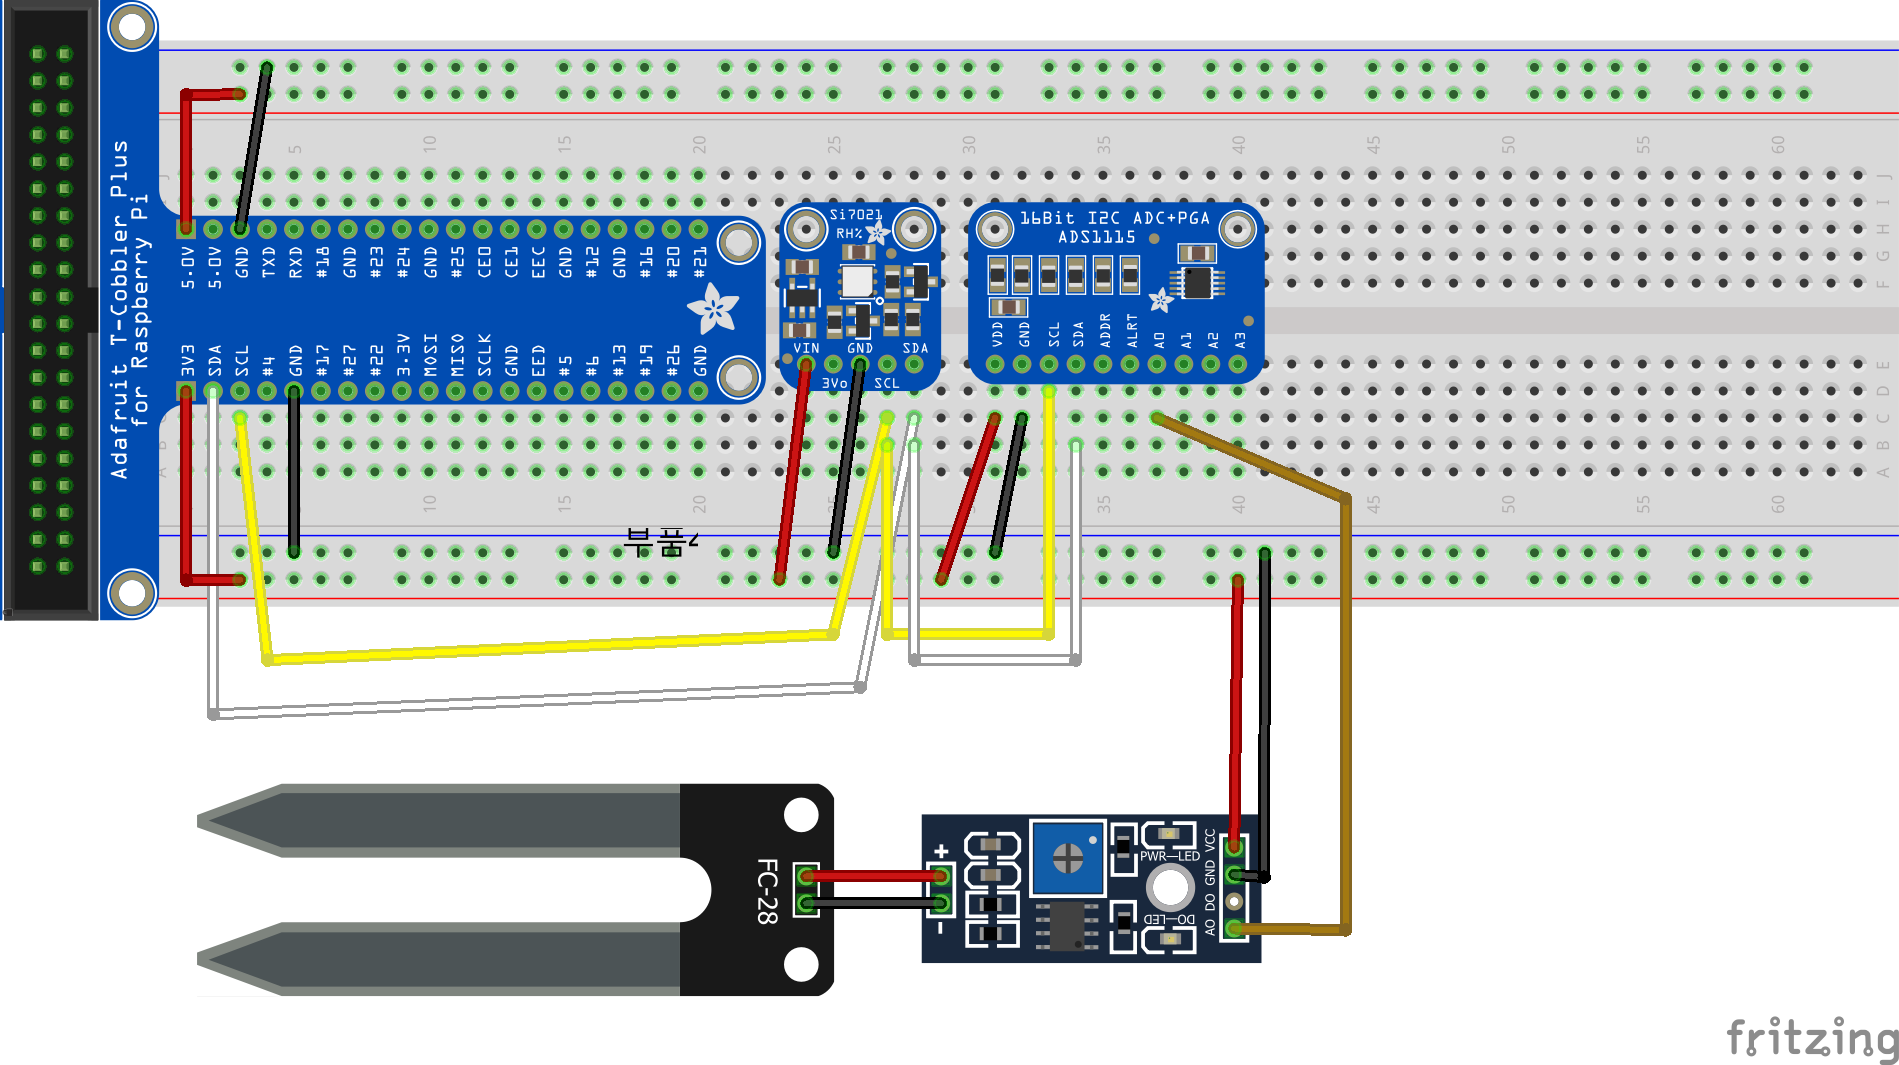 Adafruit T-Cobbler Plus
for Raspberry Pi
5 10 15 20 25 30 35 40 45 50 55 60
J
J
I
H
G
F
5.0V 5.0V GND TXD RXD #18 GND #23 #24 GND #25 CE0 CE1 EEC GND #12 GND #16 #20 #21
3V3 SDA SCL #4 GND #17 #27 #22 3.3V MOSI MISO SCLK GND EED #5 #6 #13 #19 #26 GND
Si7021
RH%
VIN GND SDA
3Vo SCL
16Bit I2C ADC+PGA
ADS1115
VDD GND SCL SDA ADDR ALRT A0 A1 A2 A3
E
D
C
B B
A A
10 15 20 35 40 45 50 55 60
부품7
FC-28
+
-
PWR-LED
DO-LED
VCC
GND
DO
AO
fritzing